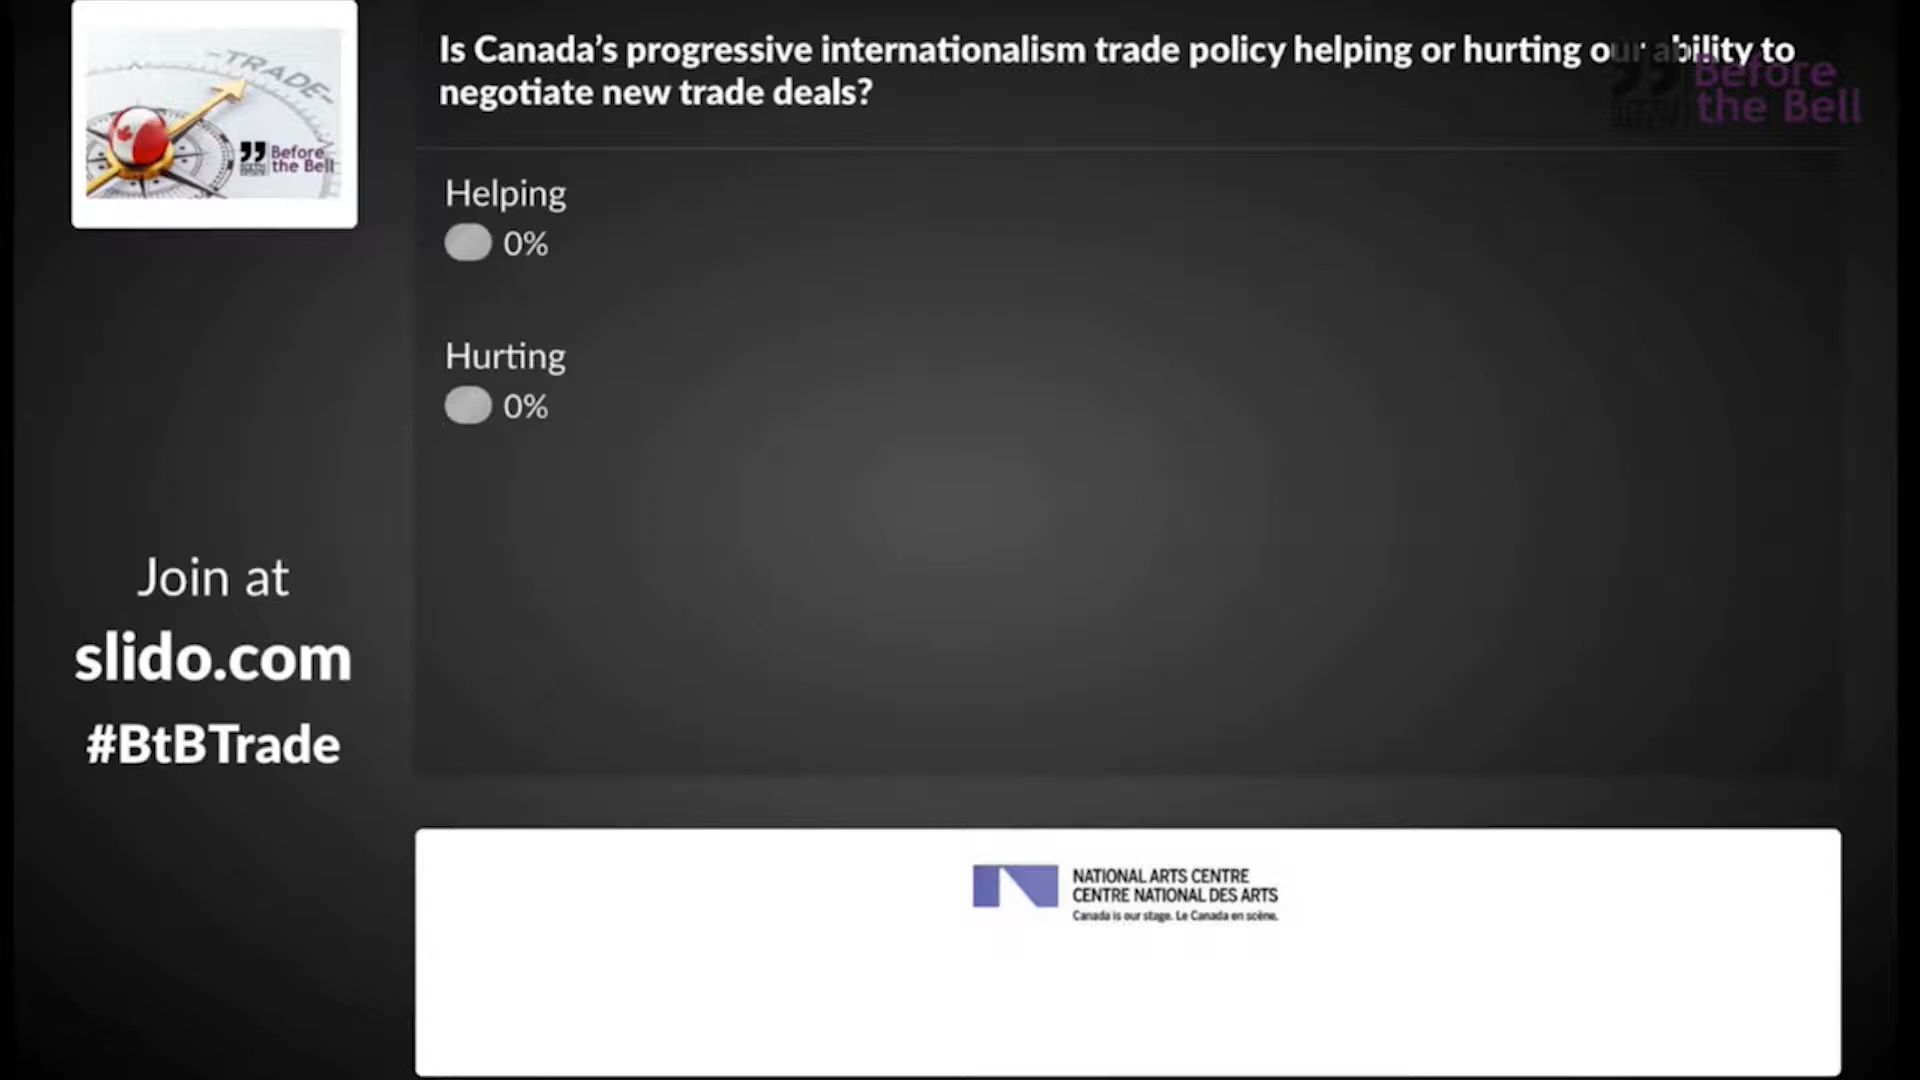 -TRADE-
Before
the Bell
Is Canada's progressive internationalism trade policy helping or hurting our ability to
negotiate new trade deals?
Before
the Bell
Helping
0%
Hurting
0%
Join at
slido.com
#BtBTrade
NATIONAL ARTS CENTRE
CENTRE NATIONAL DES ARTS
Canada is our stage. Le Canada en scène.